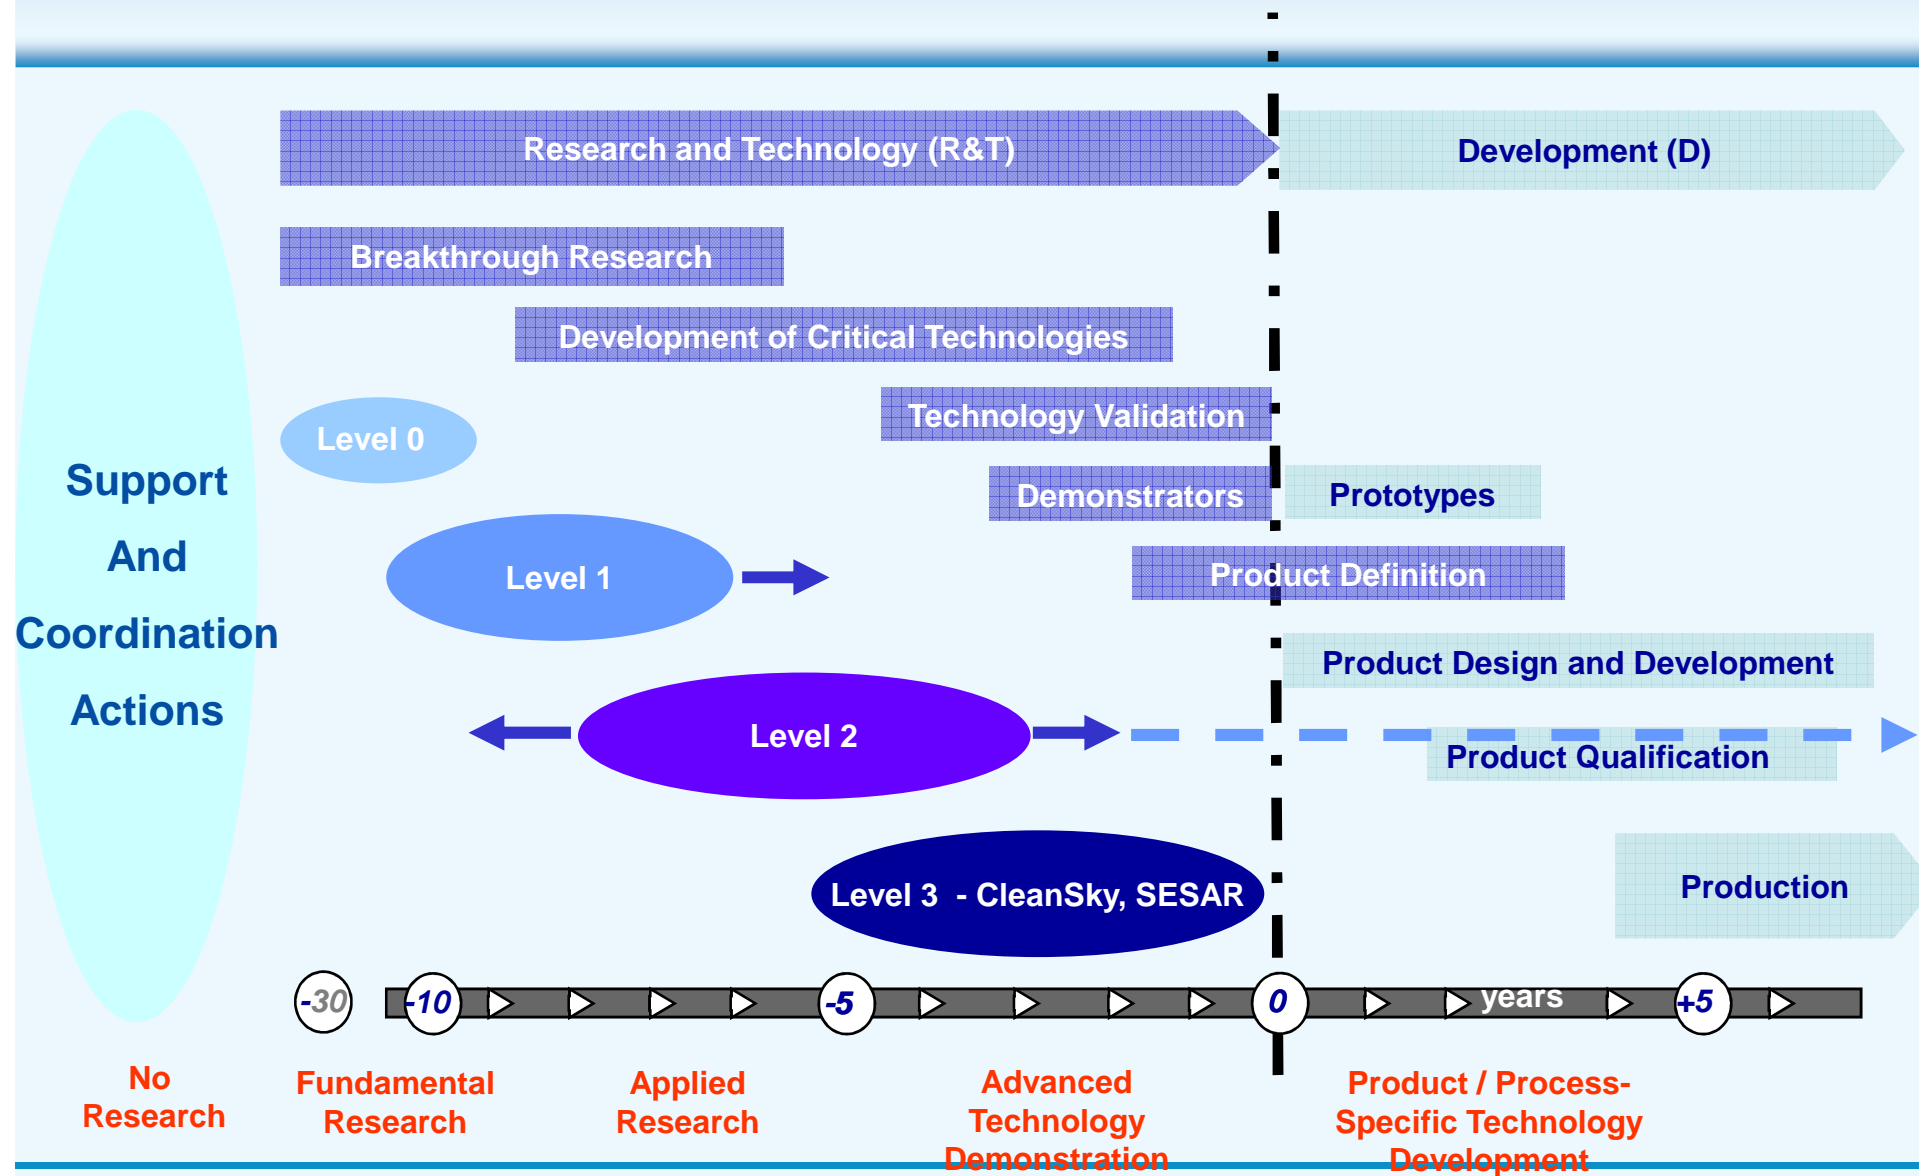 Research and Technology (R&T)
Development (D)
Breakthrough Research
Development of Critical Technologies
Technology Validation
Level 0
Support
And
Coordination
Actions
Demonstrators
Prototypes
Level 1
Product Definition
Product Design and Development
Level 2
Product Qualification
Level 3 - CleanSky, SESAR
Production
-30
-10
-5
0
years
+5
No
Research
Fundamental
Research
Applied
Research
Advanced
Technology
Demonstration
Product / Process-
Specific Technology
Development